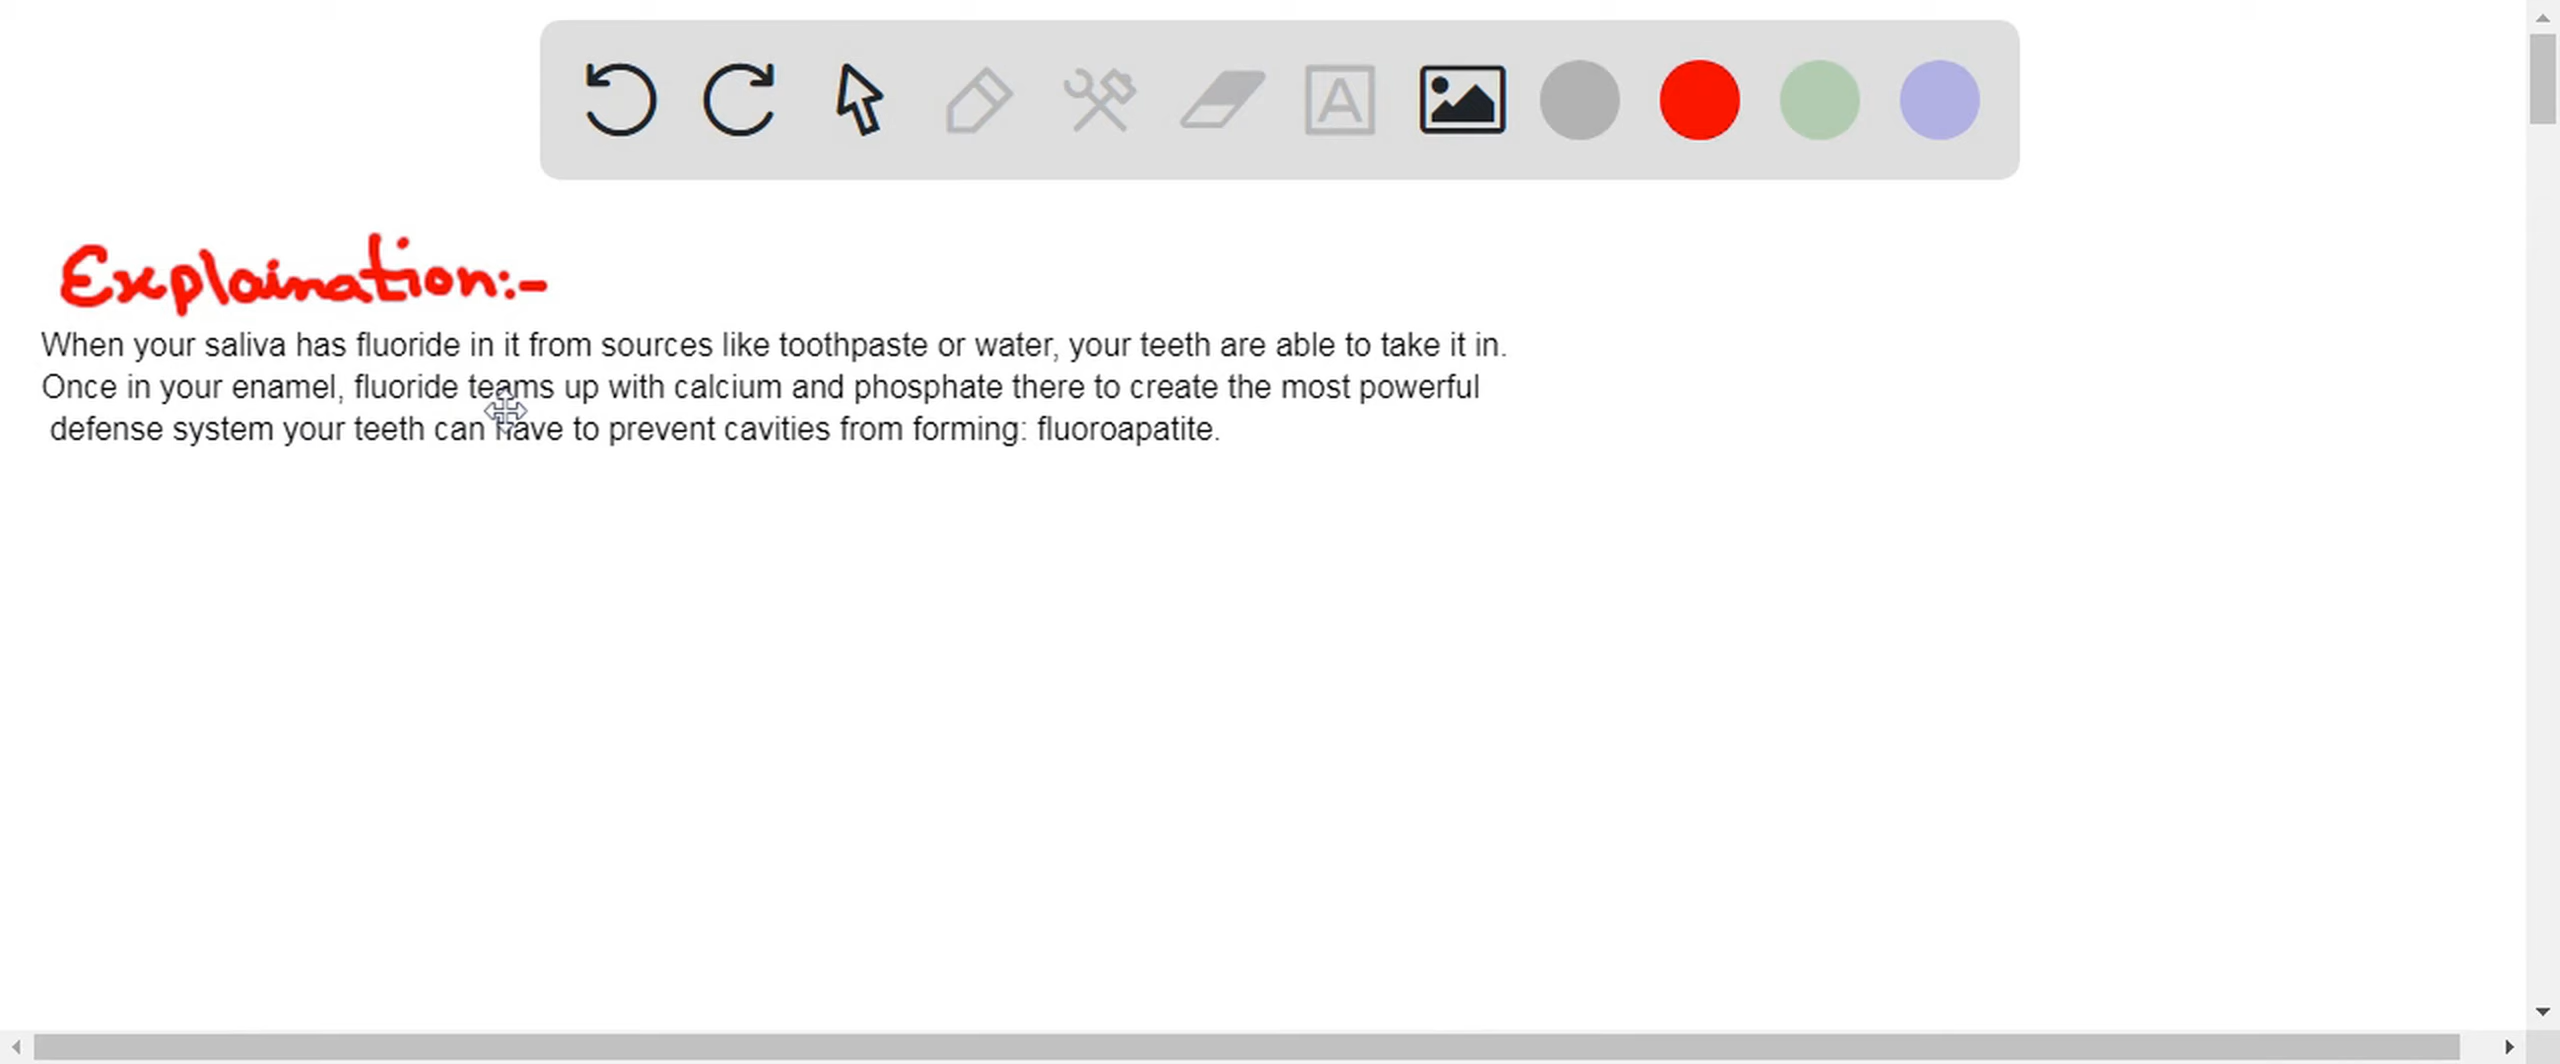 Explaination:-
When your saliva has fluoride in it from sources like toothpaste or water, your teeth are able to take it in.
Once in your enamel, fluoride teams up with calcium and phosphate there to create the most powerful
defense system your teeth can have to prevent cavities from forming: fluoroapatite.